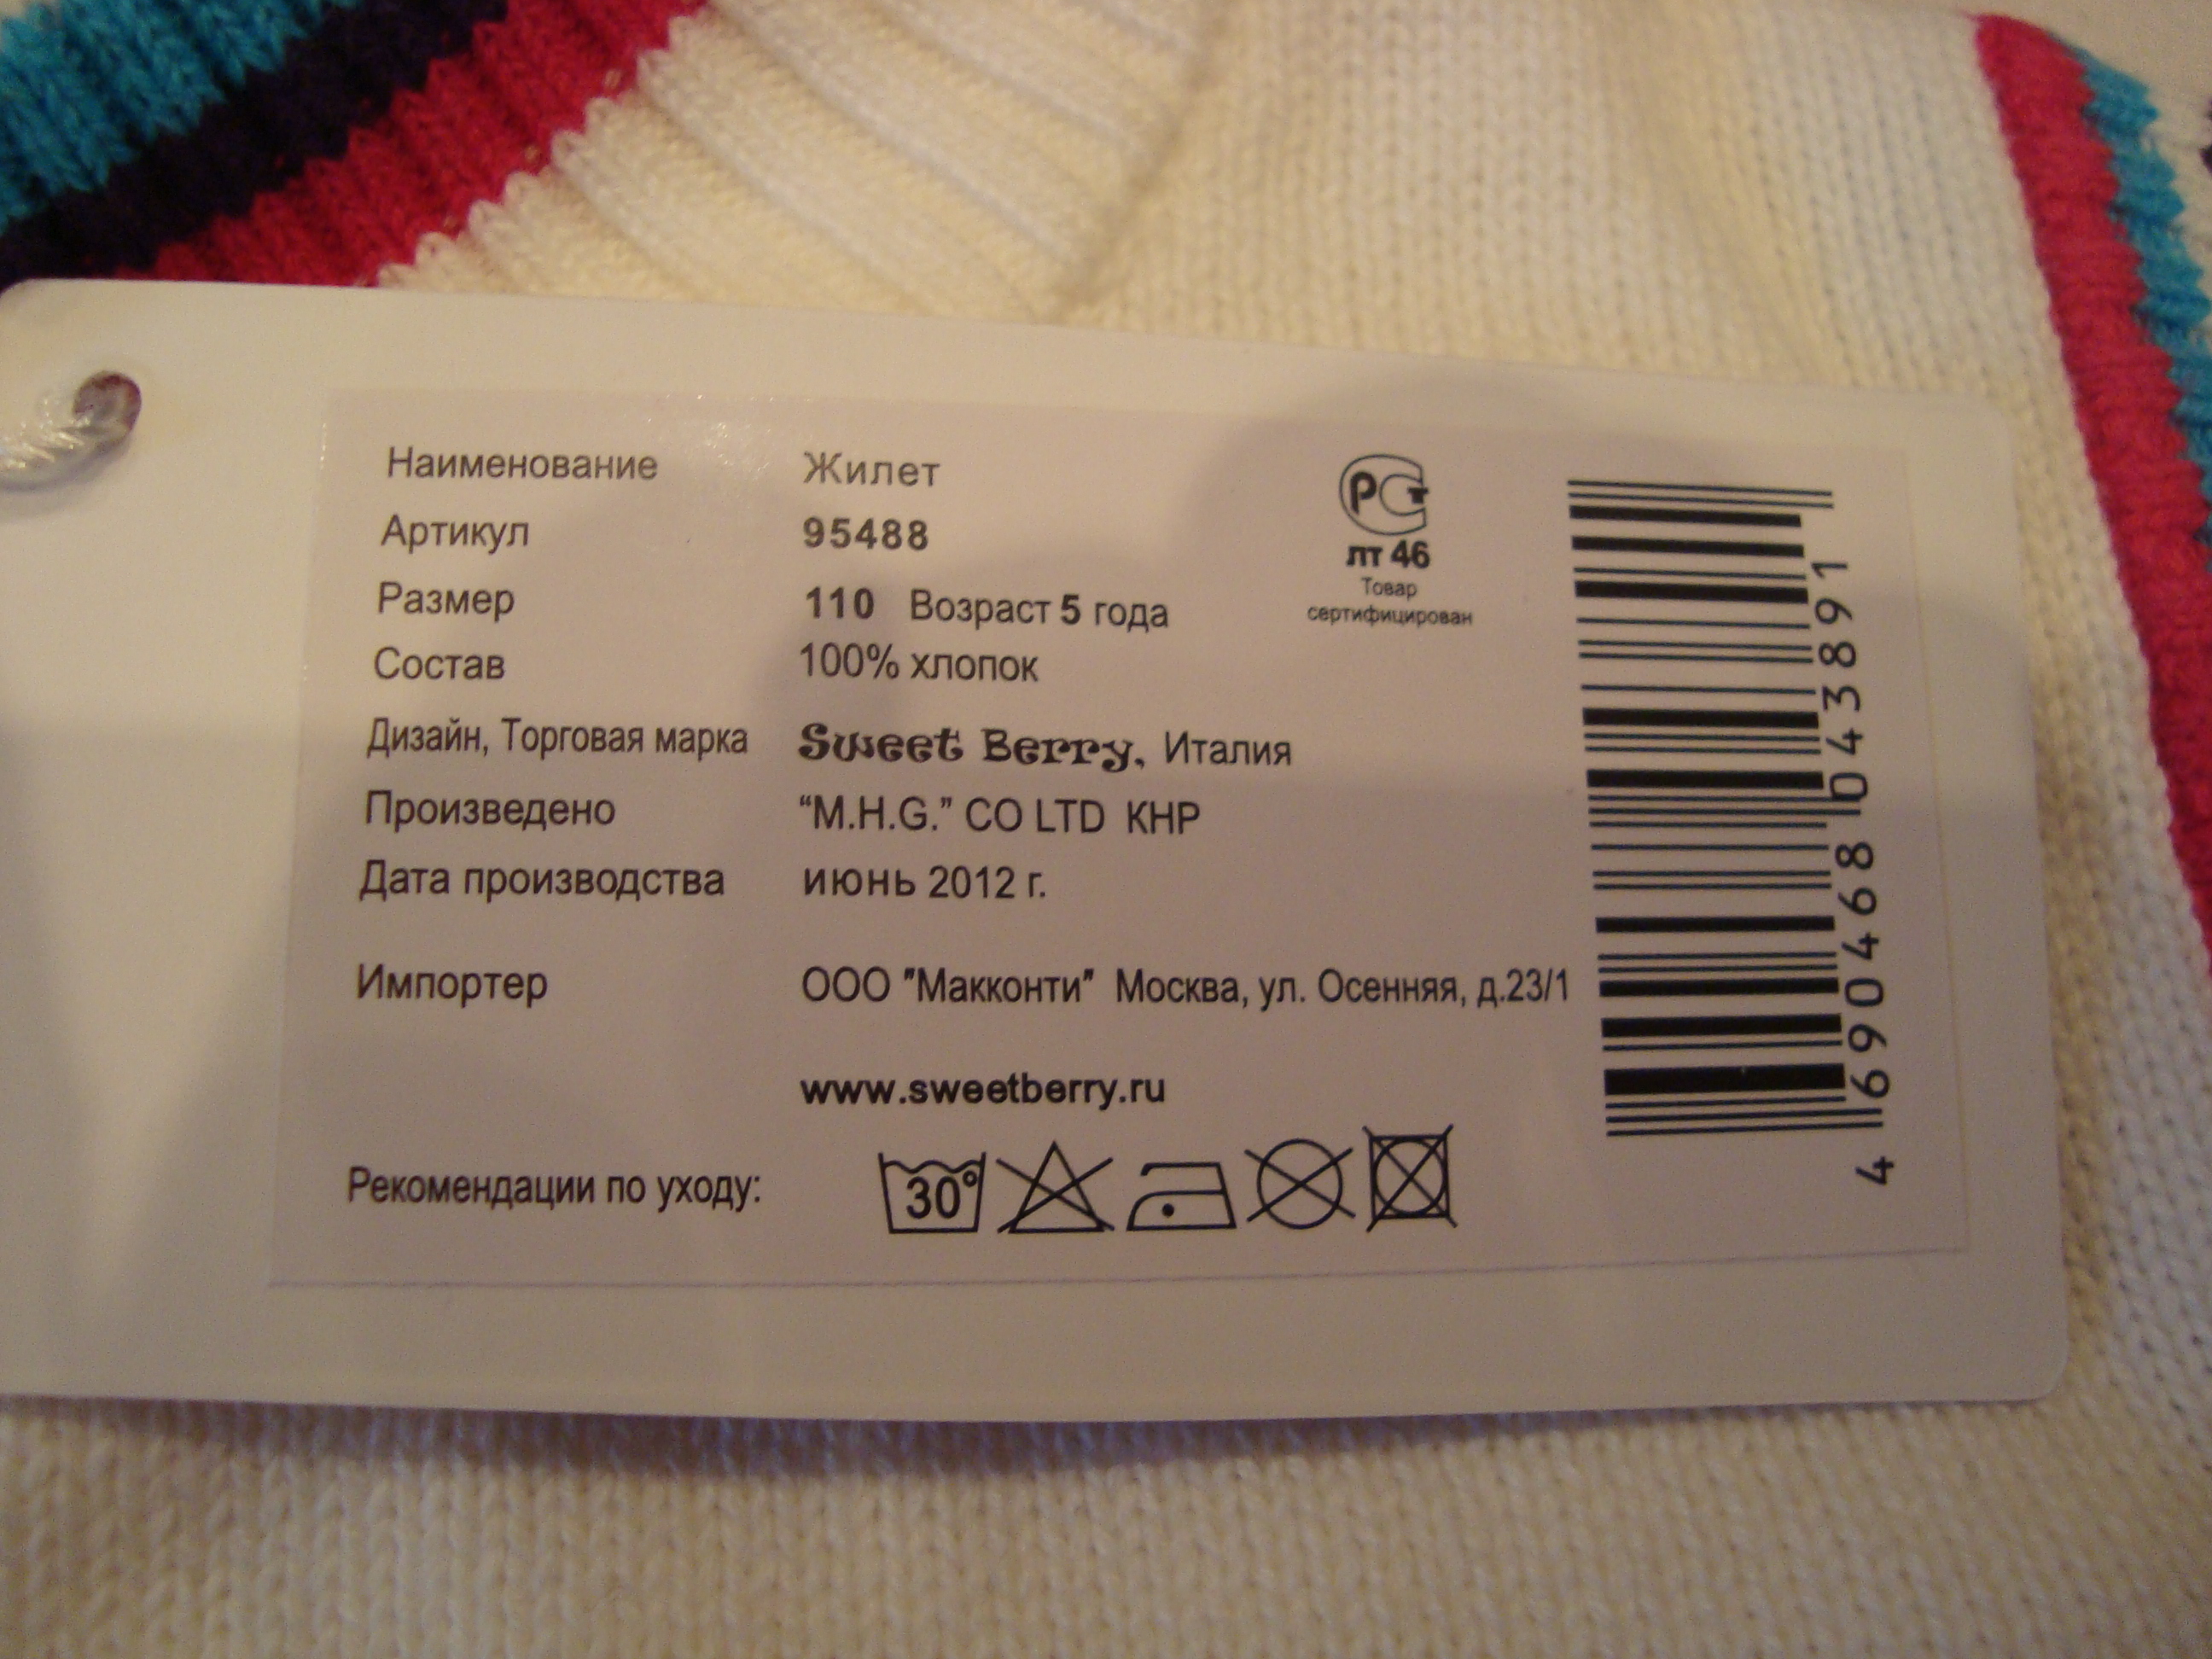 Наименование Жилет
Артикул 95488
Размер 110 Возраст 5 года
Состав 100% хлопок
Дизайн, Торговая марка Sweet Berry, Италия
Произведено "M.H.G." CO LTD КНР
Дата производства июнь 2012 г.
Импортер ООО "Макконти" Москва, ул. Осенняя, д.23/1
www.sweetberry.ru
Рекомендации по уходу: 30°
РСТ
лт 46
Товар
сертифицирован
4 690468 043891